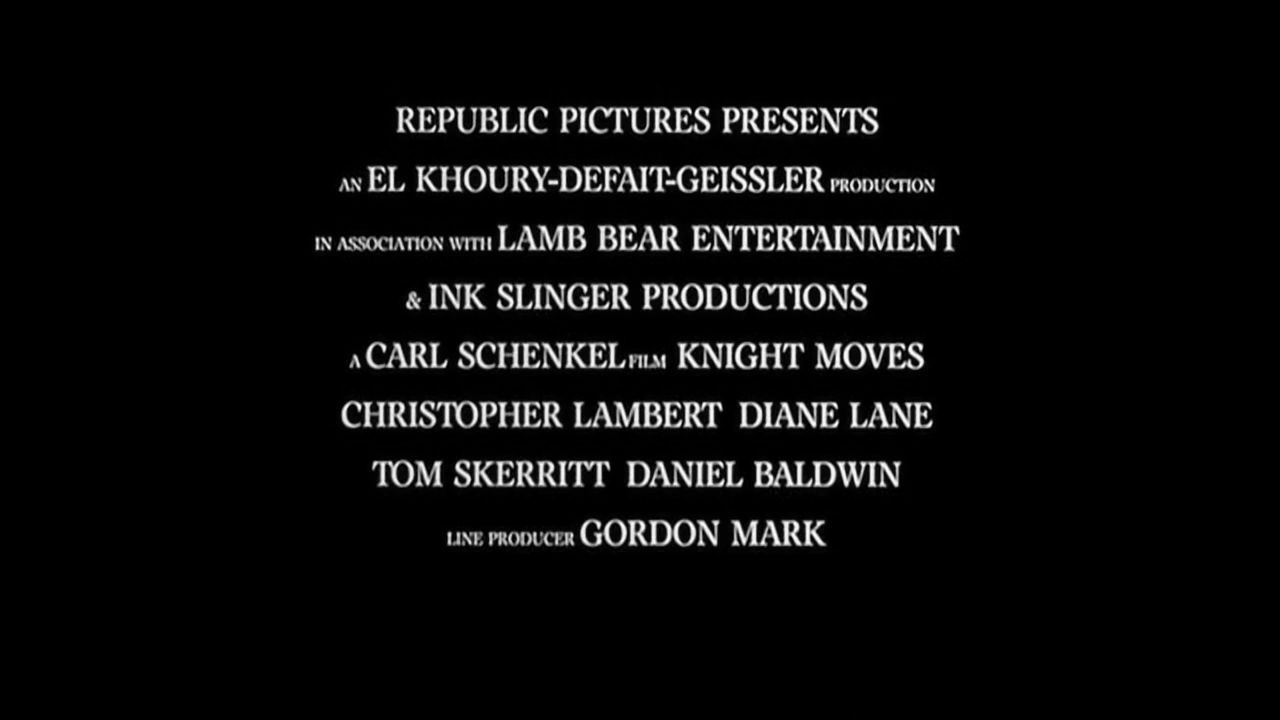 REPUBLIC PICTURES PRESENTS
AN EL KHOURY-DEFAIT-GEISSLER PRODUCTION
IN ASSOCIATION WITH LAMB BEAR ENTERTAINMENT
& INK SLINGER PRODUCTIONS
A CARL SCHENKEL FILM KNIGHT MOVES
CHRISTOPHER LAMBERT DIANE LANE
TOM SKERRITT DANIEL BALDWIN
LINE PRODUCER GORDON MARK